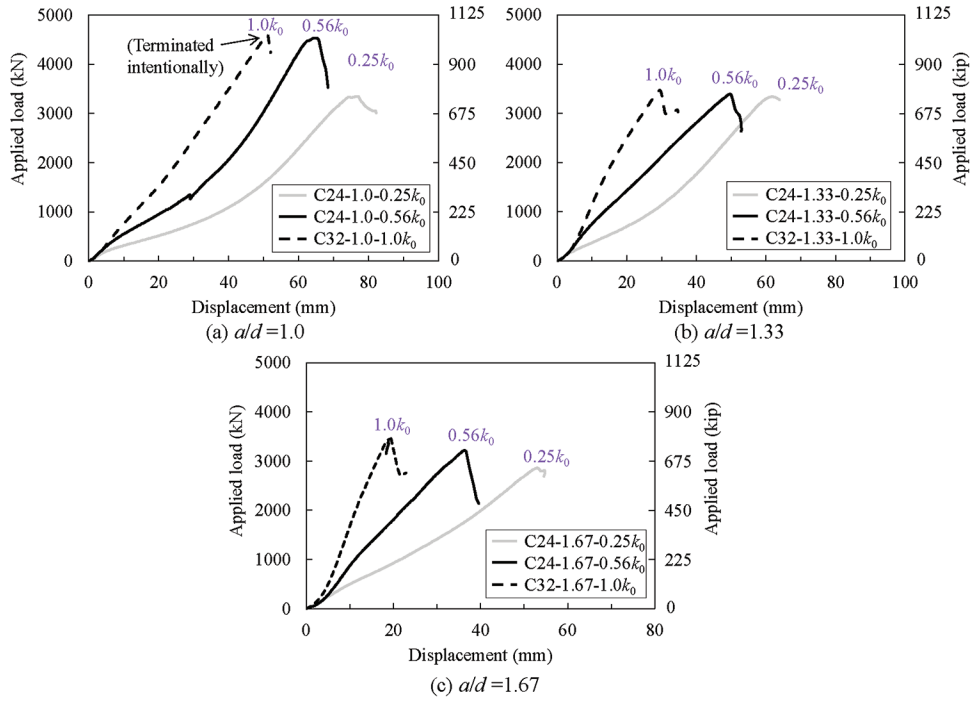 5000
4000
3000
2000
1000
0
Applied load (kN)
1125
900
675
450
225
0
Applied load (kip)
1.0k₀
0.56k₀
0.25k₀
(Terminated
intentionally)
C24-1.0-0.25k₀
C24-1.0-0.56k₀
C32-1.0-1.0k₀
0 20 40 60 80 100
Displacement (mm)
(a) a/d =1.0
5000
4000
3000
2000
1000
0
Applied load (kN)
1125
900
675
450
225
0
Applied load (kip)
1.0k₀
0.56k₀
0.25k₀
C24-1.33-0.25k₀
C24-1.33-0.56k₀
C32-1.33-1.0k₀
0 20 40 60 80 100
Displacement (mm)
(b) a/d =1.33
5000
4000
3000
2000
1000
0
Applied load (kN)
1125
900
675
450
225
0
Applied load (kip)
1.0k₀
0.56k₀
0.25k₀
C24-1.67-0.25k₀
C24-1.67-0.56k₀
C32-1.67-1.0k₀
0 20 40 60 80
Displacement (mm)
(c) a/d =1.67